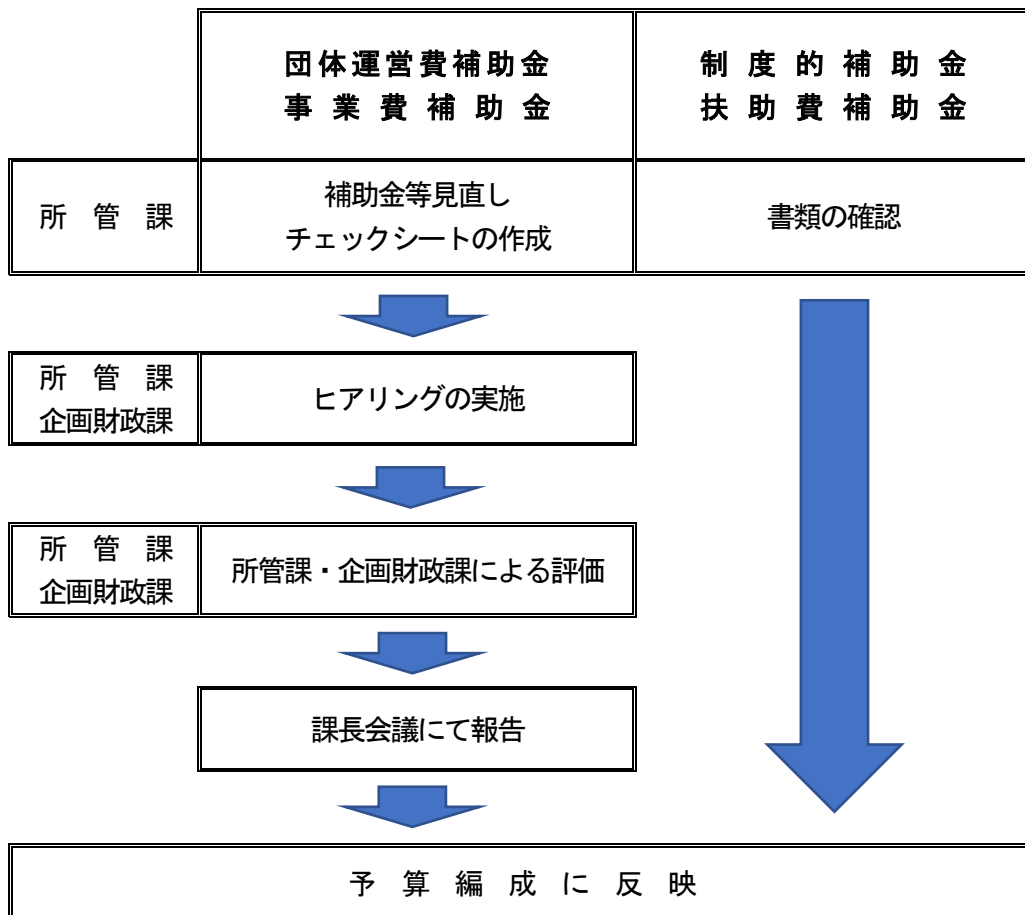 団体運営費補助金
事業費補助金
制度的補助金
扶助費補助金
所管課
補助金等見直し
チェックシートの作成
書類の確認
所管課
企画財政課
ヒアリングの実施
所管課
企画財政課
所管課・企画財政課による評価
課長会議にて報告
予算編成に反映